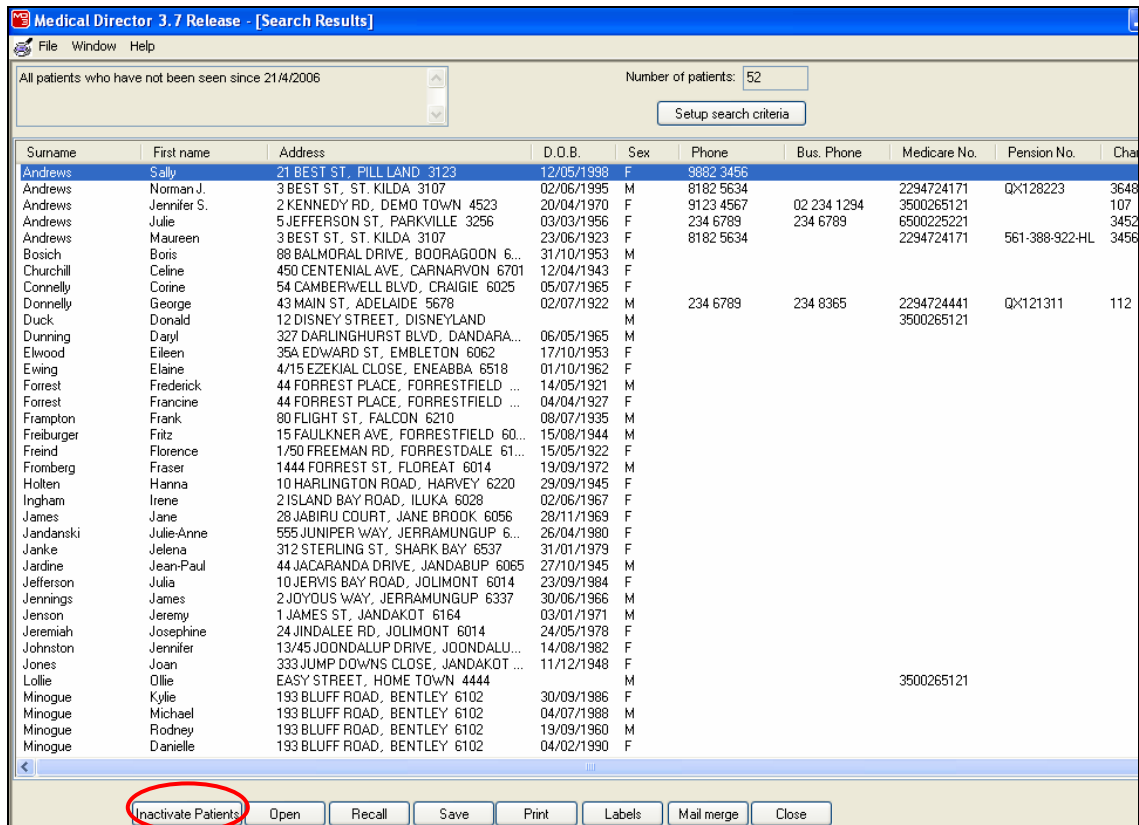 Medical Director 3.7 Release - [Search Results]
File Window Help
All patients who have not been seen since 21/4/2006
Number of patients: 52
Setup search criteria
Surname First name Address D.O.B. Sex Phone Bus. Phone Medicare No. Pension No. Char
Andrews Sally 21 BEST ST, PILL LAND 3123 12/05/1998 F 9882 3456
Andrews Norman J. 3 BEST ST, ST. KILDA 3107 02/06/1995 M 8182 5634 2294724171 QX128223 3648
Andrews Jennifer S. 2 KENNEDY RD, DEMO TOWN 4523 20/04/1970 F 9123 4567 02 234 1294 3500265121 107
Andrews Julie 5 JEFFERSON ST, PARKVILLE 3256 03/03/1956 F 234 6789 234 6789 6500225221 3452
Andrews Maureen 3 BEST ST, ST. KILDA 3107 23/06/1923 F 8182 5634 2294724171 561-388-922-HL 3456
Bosich Boris 88 BALMORAL DRIVE, BOORAGOON 6... 31/10/1953 M
Churchill Celine 450 CENTENIAL AVE, CARNARVON 6701 12/04/1943 F
Connelly Corine 54 CAMBERWELL BLVD, CRAIGIE 6025 05/07/1965 F
Donnelly George 43 MAIN ST, ADELAIDE 5678 02/07/1922 M 234 6789 234 8365 2294724441 QX121311 112
Duck Donald 12 DISNEY STREET, DISNEYLAND M 3500265121
Dunning Daryl 327 DARLINGHURST BLVD, DANDARA... 06/05/1965 M
Elwood Eileen 35A EDWARD ST, EMBLETON 6062 17/10/1953 F
Ewing Elaine 4/15 EZEKIAL CLOSE, ENEABBA 6518 01/10/1962 F
Forrest Frederick 44 FORREST PLACE, FORRESTFIELD ... 14/05/1921 M
Forrest Francine 44 FORREST PLACE, FORRESTFIELD ... 04/04/1927 F
Frampton Frank 80 FLIGHT ST, FALCON 6210 08/07/1935 M
Freiburger Fritz 15 FAULKNER AVE, FORRESTFIELD 60... 15/08/1944 M
Freind Florence 1/50 FREEMAN RD, FORRESTDALE 61... 15/05/1922 F
Fromberg Fraser 1444 FORREST ST, FLOREAT 6014 19/09/1972 M
Holten Hanna 10 HARLINGTON ROAD, HARVEY 6220 29/09/1945 F
Ingham Irene 2 ISLAND BAY ROAD, ILUKA 6028 02/06/1967 F
James Jane 28 JABIRU COURT, JANE BROOK 6056 28/11/1969 F
Jandanski Julie-Anne 555 JUNIPER WAY, JERRAMUNGUP 6... 26/04/1980 F
Janke Jelena 312 STERLING ST, SHARK BAY 6537 31/01/1979 F
Jardine Jean-Paul 44 JACARANDA DRIVE, JANDABUP 6065 27/10/1945 M
Jefferson Julia 10 JERVIS BAY ROAD, JOLIMONT 6014 23/09/1984 F
Jennings James 2 JOYOUS WAY, JERRAMUNGUP 6337 30/06/1966 M
Jenson Jeremy 1 JAMES ST, JANDAKOT 6164 03/01/1971 M
Jeremiah Josephine 24 JINDALEE RD, JOLIMONT 6014 24/05/1978 F
Johnston Jennifer 13/45 JOONDALUP DRIVE, JOONDALU... 14/08/1982 F
Jones Joan 333 JUMP DOWNS CLOSE, JANDAKOT ... 11/12/1948 F
Lollie Ollie EASY STREET, HOME TOWN 4444 M 3500265121
Minogue Kylie 193 BLUFF ROAD, BENTLEY 6102 30/09/1986 F
Minogue Michael 193 BLUFF ROAD, BENTLEY 6102 04/07/1988 M
Minogue Rodney 193 BLUFF ROAD, BENTLEY 6102 19/09/1960 M
Minogue Danielle 193 BLUFF ROAD, BENTLEY 6102 04/02/1990 F
Inactivate Patients Open Recall Save Print Labels Mail merge Close